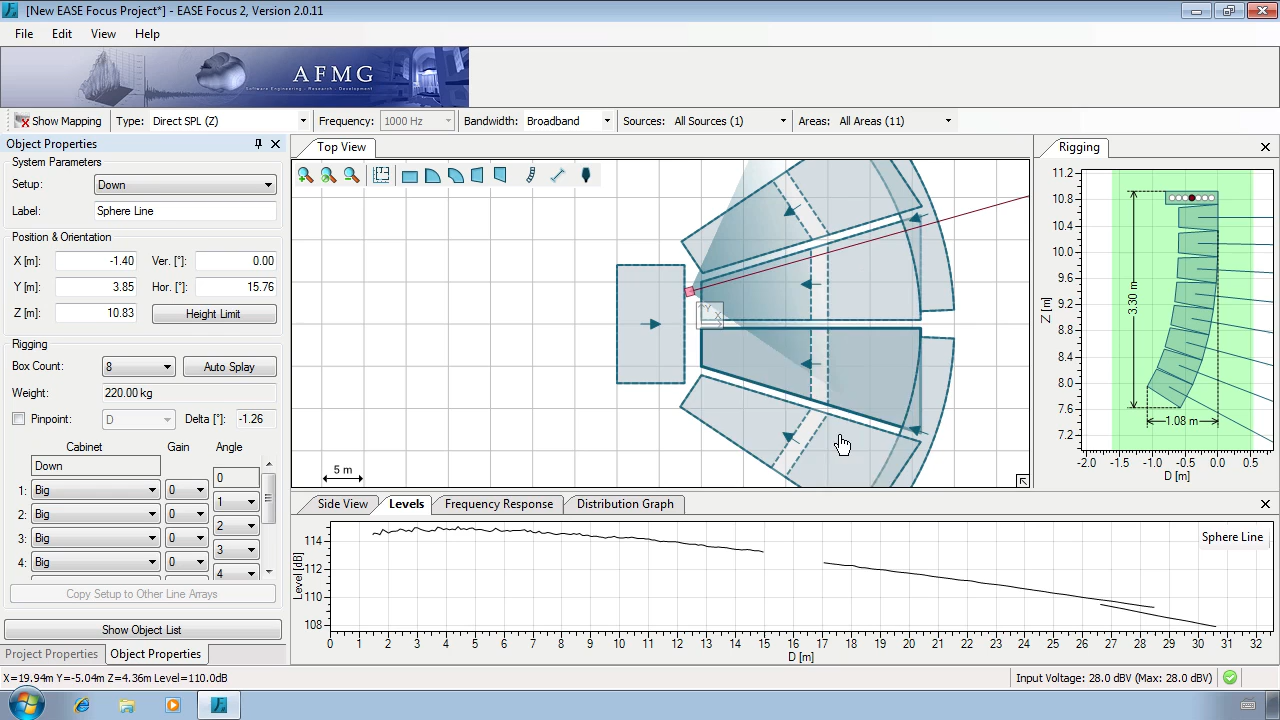 [New EASE Focus Project*] - EASE Focus 2, Version 2.0.11
File Edit View Help
AFMG
Software Engineering - Research - Development
Show Mapping Type: Direct SPL (Z) Frequency: 1000 Hz Bandwidth: Broadband Sources: All Sources (1) Areas: All Areas (11)
Object Properties
System Parameters
Setup: Down
Label: Sphere Line
Position & Orientation
X [m]: -1.40 Ver. [°]: 0.00
Y [m]: 3.85 Hor. [°]: 15.76
Z [m]: 10.83 Height Limit
Rigging
Box Count: 8 Auto Splay
Weight: 220.00 kg
Pinpoint: D Delta [°]: -1.26
Cabinet Gain Angle
Down 0
1: Big 0 1
2: Big 0 2
3: Big 0 3
4: Big 0 4
Copy Setup to Other Line Arrays
Show Object List
Project Properties Object Properties
Top View
Y
X
5 m
Rigging
11.2
10.8
10.4
10.0
9.6
9.2
8.8
8.4
8.0
7.6
7.2
Z [m]
3.30 m
1.08 m
-2.0 -1.5 -1.0 -0.5 0.0 0.5
D [m]
Side View Levels Frequency Response Distribution Graph
Level [dB]
114
112
110
108
Sphere Line
0 1 2 3 4 5 6 7 8 9 10 11 12 13 14 15 16 17 18 19 20 21 22 23 24 25 26 27 28 29 30 31 32
D [m]
X=19.94m Y=-5.04m Z=4.36m Level=110.0dB
Input Voltage: 28.0 dBV (Max: 28.0 dBV)